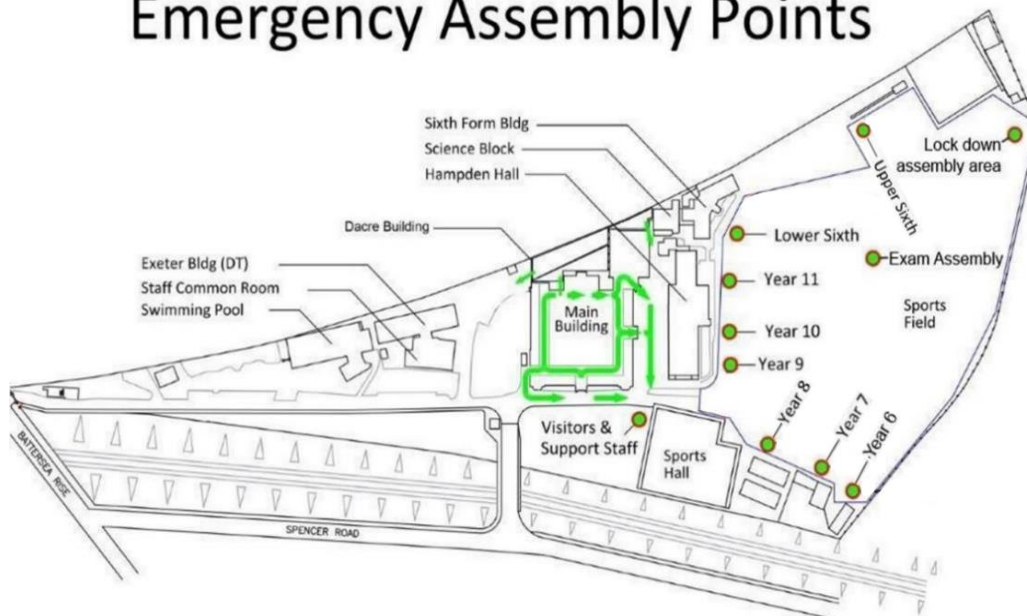 Emergency Assembly Points
Sixth Form Bldg
Science Block
Hampden Hall
Dacre Building
Exeter Bldg (DT)
Staff Common Room
Swimming Pool
Main
Building
Lock down
assembly area
Upper Sixth
Lower Sixth
Exam Assembly
Year 11
Sports
Field
Year 10
Year 9
Year 8
Year 7
Year 6
Visitors &
Support Staff
Sports
Hall
BATTERSEA RISE
SPENCER ROAD